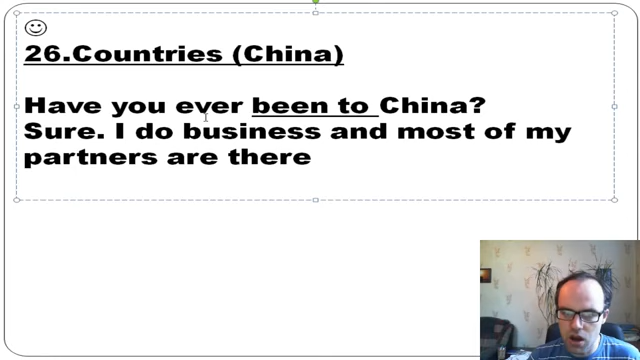 26.Countries (China)
Have you ever been to China?
Sure. I do business and most of my
partners are there